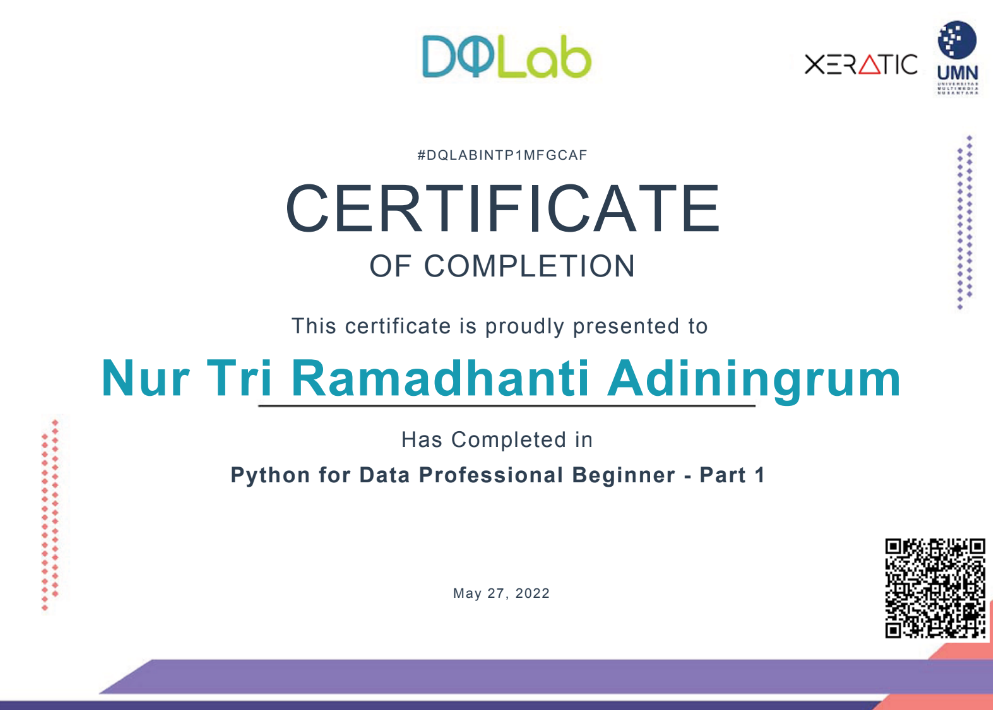 DQLab
XERATIC
UMN
UNIVERSITAS
MULTIMEDIA
NUSANTARA
#DQLABINTP1MFGCAF
CERTIFICATE
OF COMPLETION
This certificate is proudly presented to
Nur Tri Ramadhanti Adiningrum
Has Completed in
Python for Data Professional Beginner - Part 1
May 27, 2022